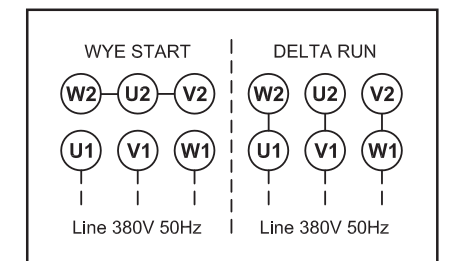 WYE START DELTA RUN
W2 U2 V2 W2 U2 V2
U1 V1 W1 U1 V1 W1
Line 380V 50Hz Line 380V 50Hz